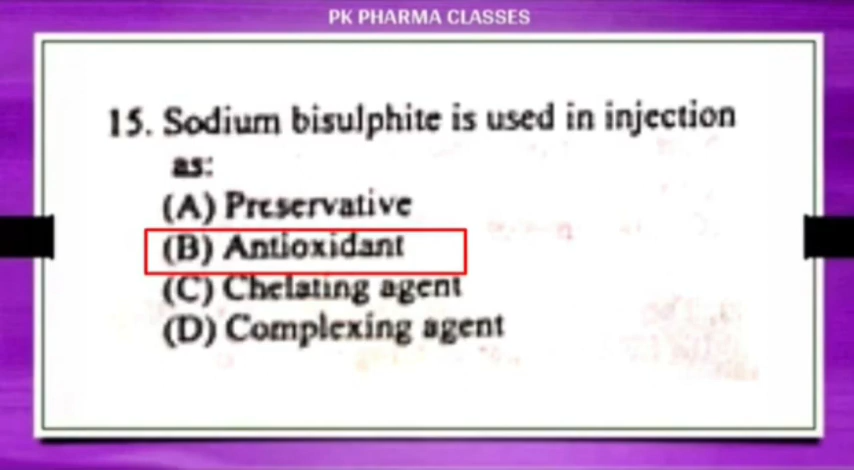 PK PHARMA CLASSES
15. Sodium bisulphite is used in injection
as:
(A) Preservative
(B) Antioxidant
(C) Chelating agent
(D) Complexing agent